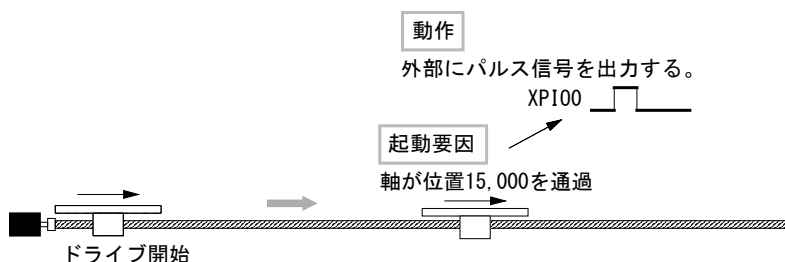 動作
外部にパルス信号を出力する。
XPIO0
起動要因
軸が位置15,000を通過
ドライブ開始